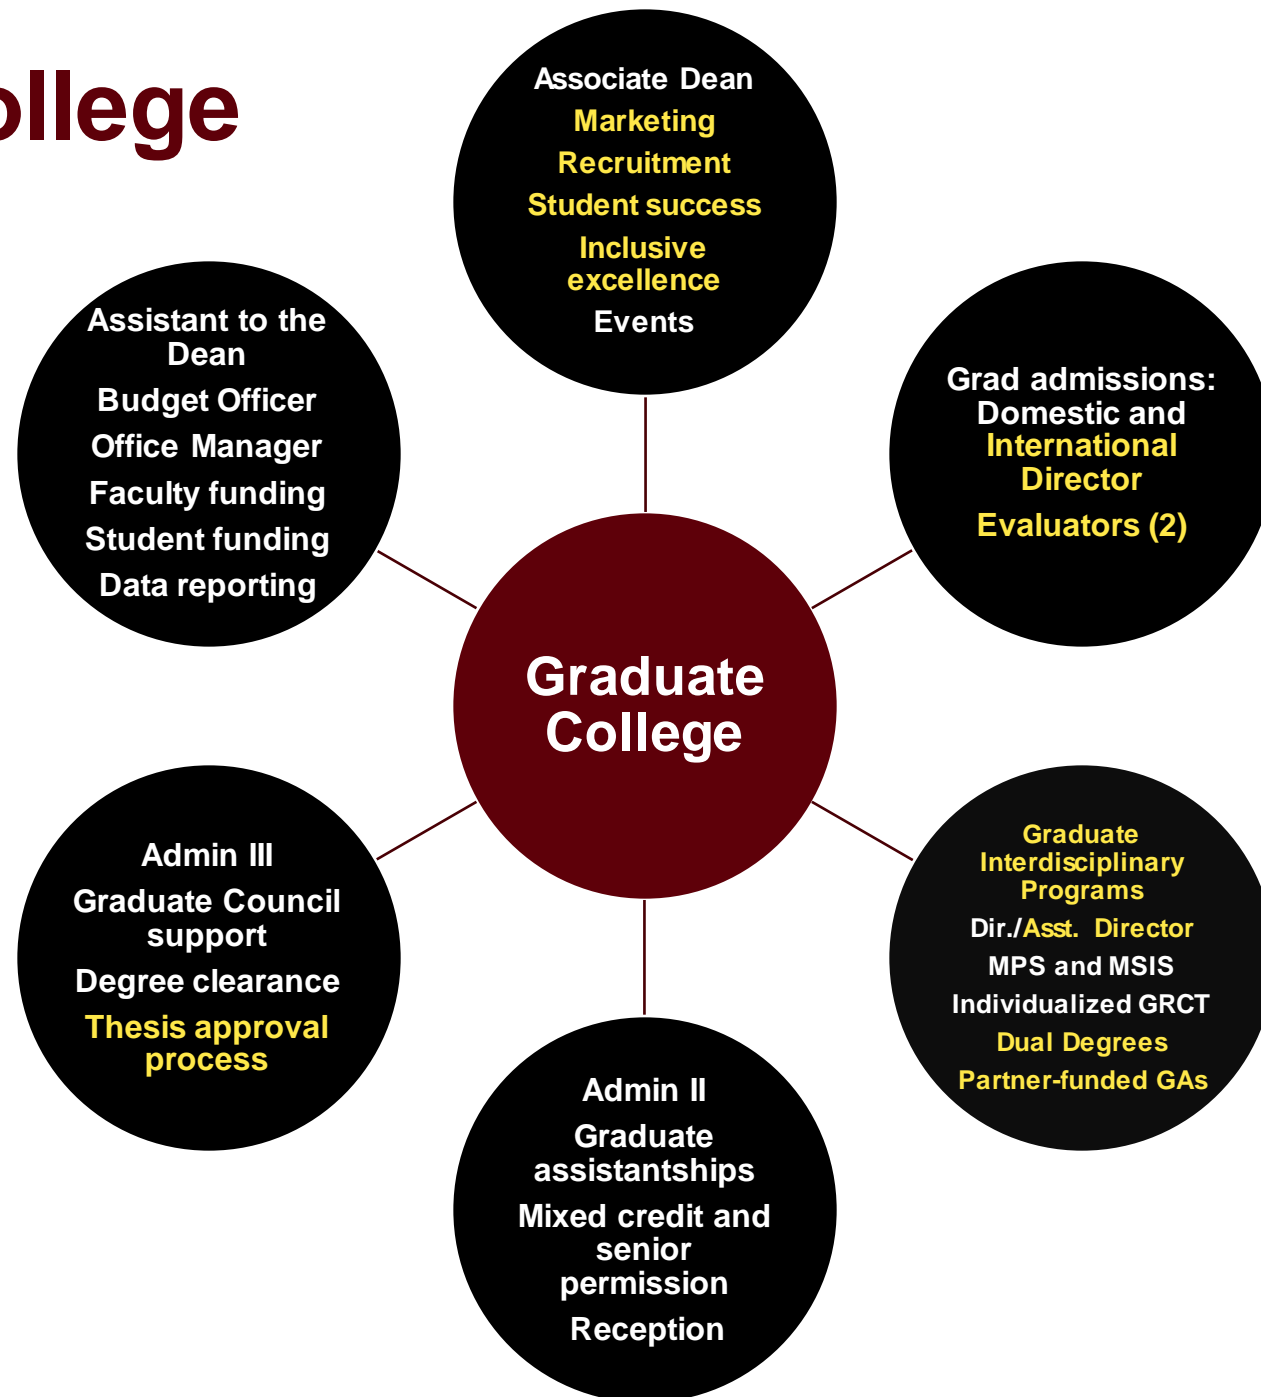 ollege
Associate Dean
Marketing
Recruitment
Student success
Inclusive
excellence
Events
Assistant to the
Dean
Budget Officer
Office Manager
Faculty funding
Student funding
Data reporting
Grad admissions:
Domestic and
International
Director
Evaluators (2)
Graduate
College
Admin III
Graduate Council
support
Degree clearance
Thesis approval
process
Graduate
Interdisciplinary
Programs
Dir./Asst. Director
MPS and MSIS
Individualized GRCT
Dual Degrees
Partner-funded GAs
Admin II
Graduate
assistantships
Mixed credit and
senior
permission
Reception